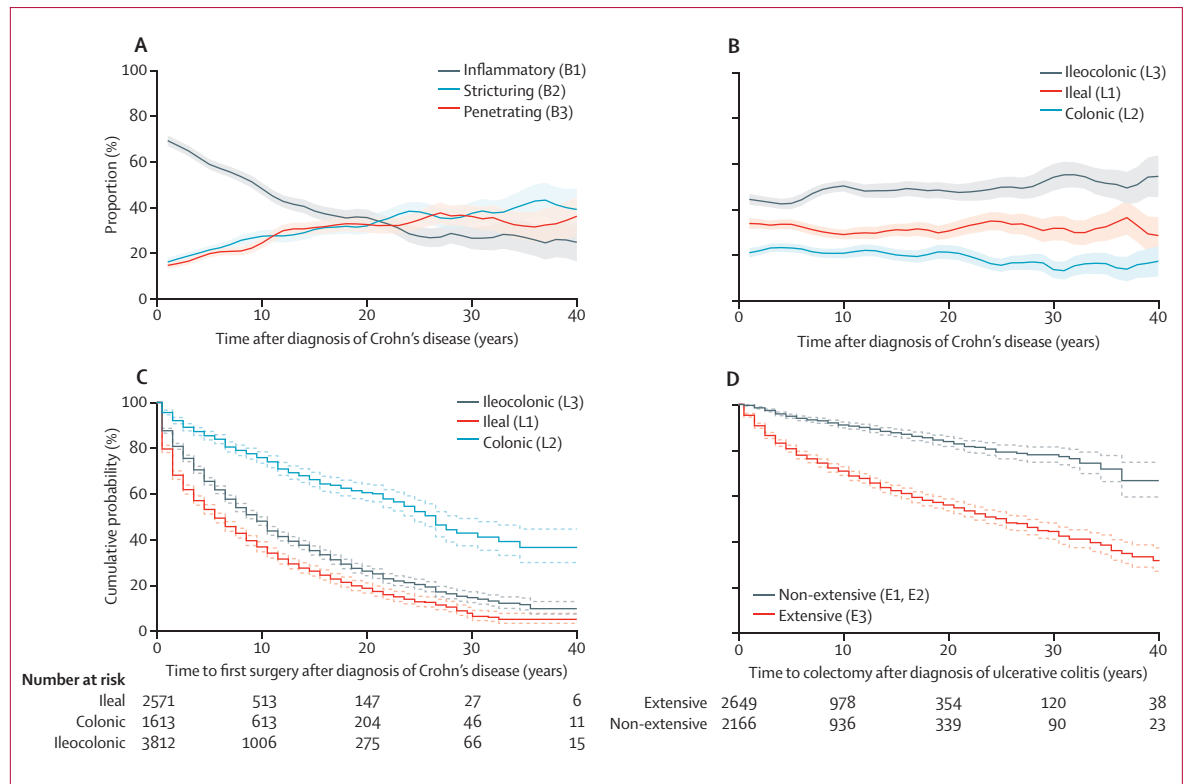 A
100
80
60
40
20
0
Proportion (%)
Inflammatory (B1)
Stricturing (B2)
Penetrating (B3)
0 10 20 30 40
Time after diagnosis of Crohn's disease (years)
B
Ileocolonic (L3)
Ileal (L1)
Colonic (L2)
0 10 20 30 40
Time after diagnosis of Crohn's disease (years)
C
100
80
60
40
20
0
Cumulative probability (%)
Ileocolonic (L3)
Ileal (L1)
Colonic (L2)
0 10 20 30 40
Time to first surgery after diagnosis of Crohn's disease (years)
Number at risk
Ileal 2571 513 147 27 6
Colonic 1613 613 204 46 11
Ileocolonic 3812 1006 275 66 15
D
Non-extensive (E1, E2)
Extensive (E3)
0 10 20 30 40
Time to colectomy after diagnosis of ulcerative colitis (years)
Extensive 2649 978 354 120 38
Non-extensive 2166 936 339 90 23